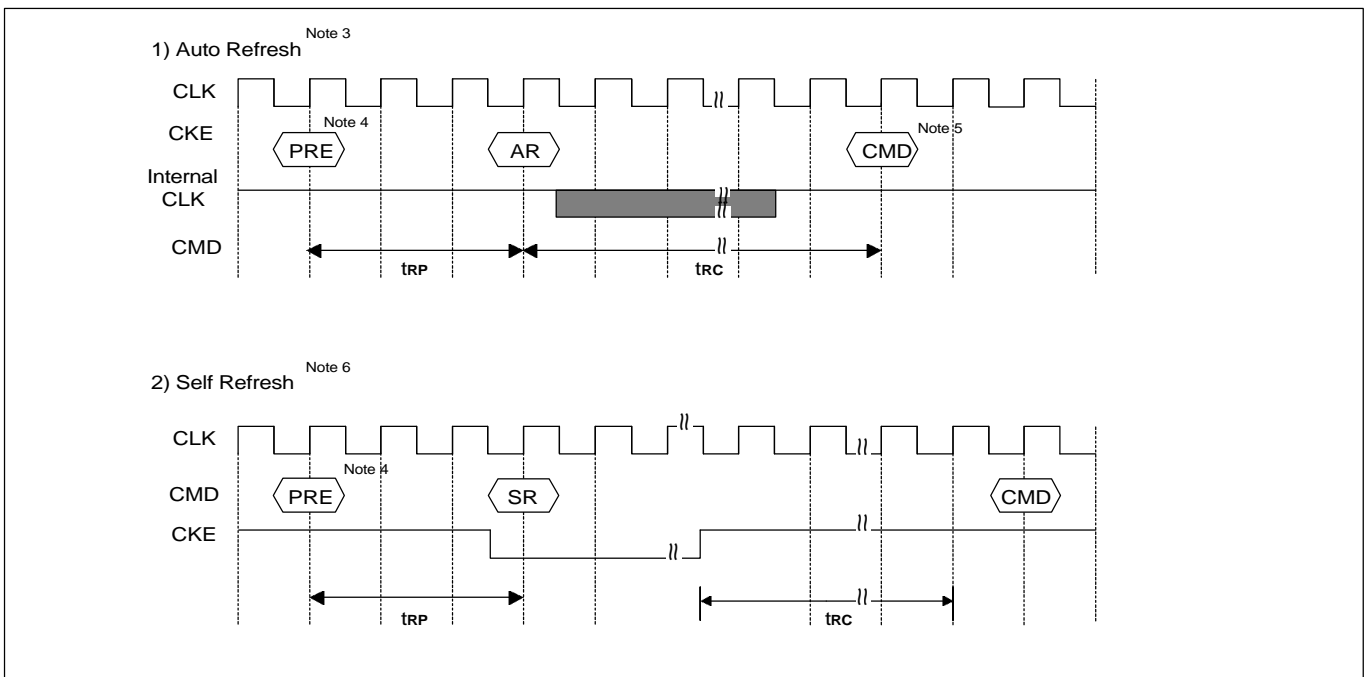 1) Auto Refresh Note 3
CLK
CKE
PRE Note 4
AR
CMD Note 5
Internal
CLK
CMD
tRP
tRC
2) Self Refresh Note 6
CLK
CMD
PRE Note 4
SR
CMD
CKE
tRP
tRC